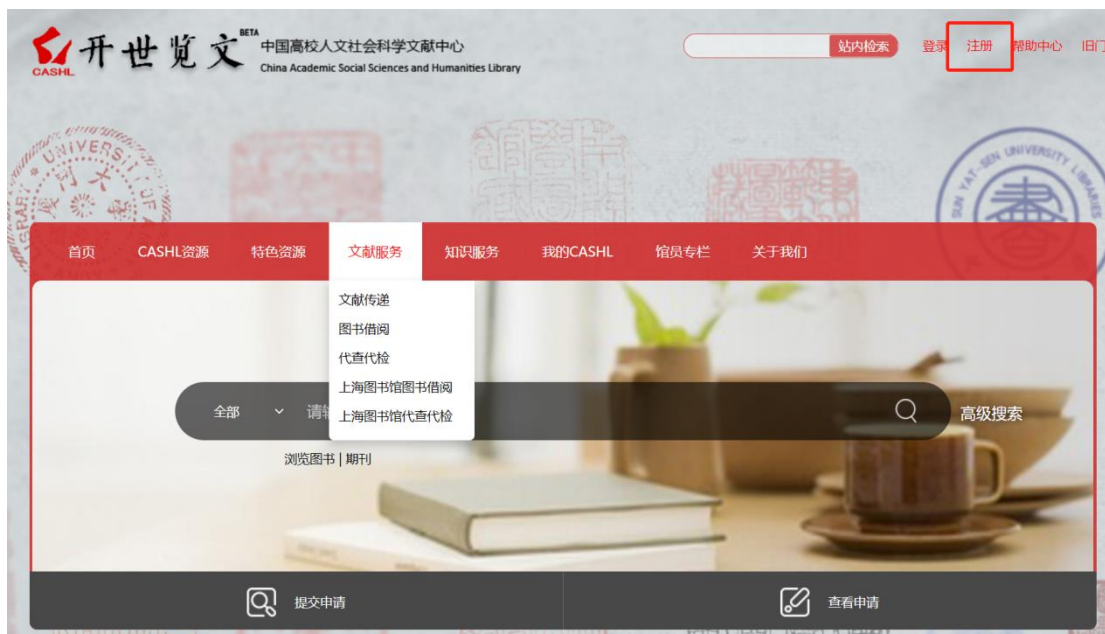 CASHL
开世览文 BETA
中国高校人文社会科学文献中心
China Academic Social Sciences and Humanities Library
站内检索
登录 注册 帮助中心
首页 CASHL资源 特色资源 文献服务 知识服务 我的CASHL 馆员专栏 关于我们
文献传递
图书借阅
代查代检
上海图书馆图书借阅
上海图书馆代查代检
全部 请输 高级搜索
浏览图书 | 期刊
提交申请 查看申请
SUN YAT-SEN UNIVERSITY LIBRARIES